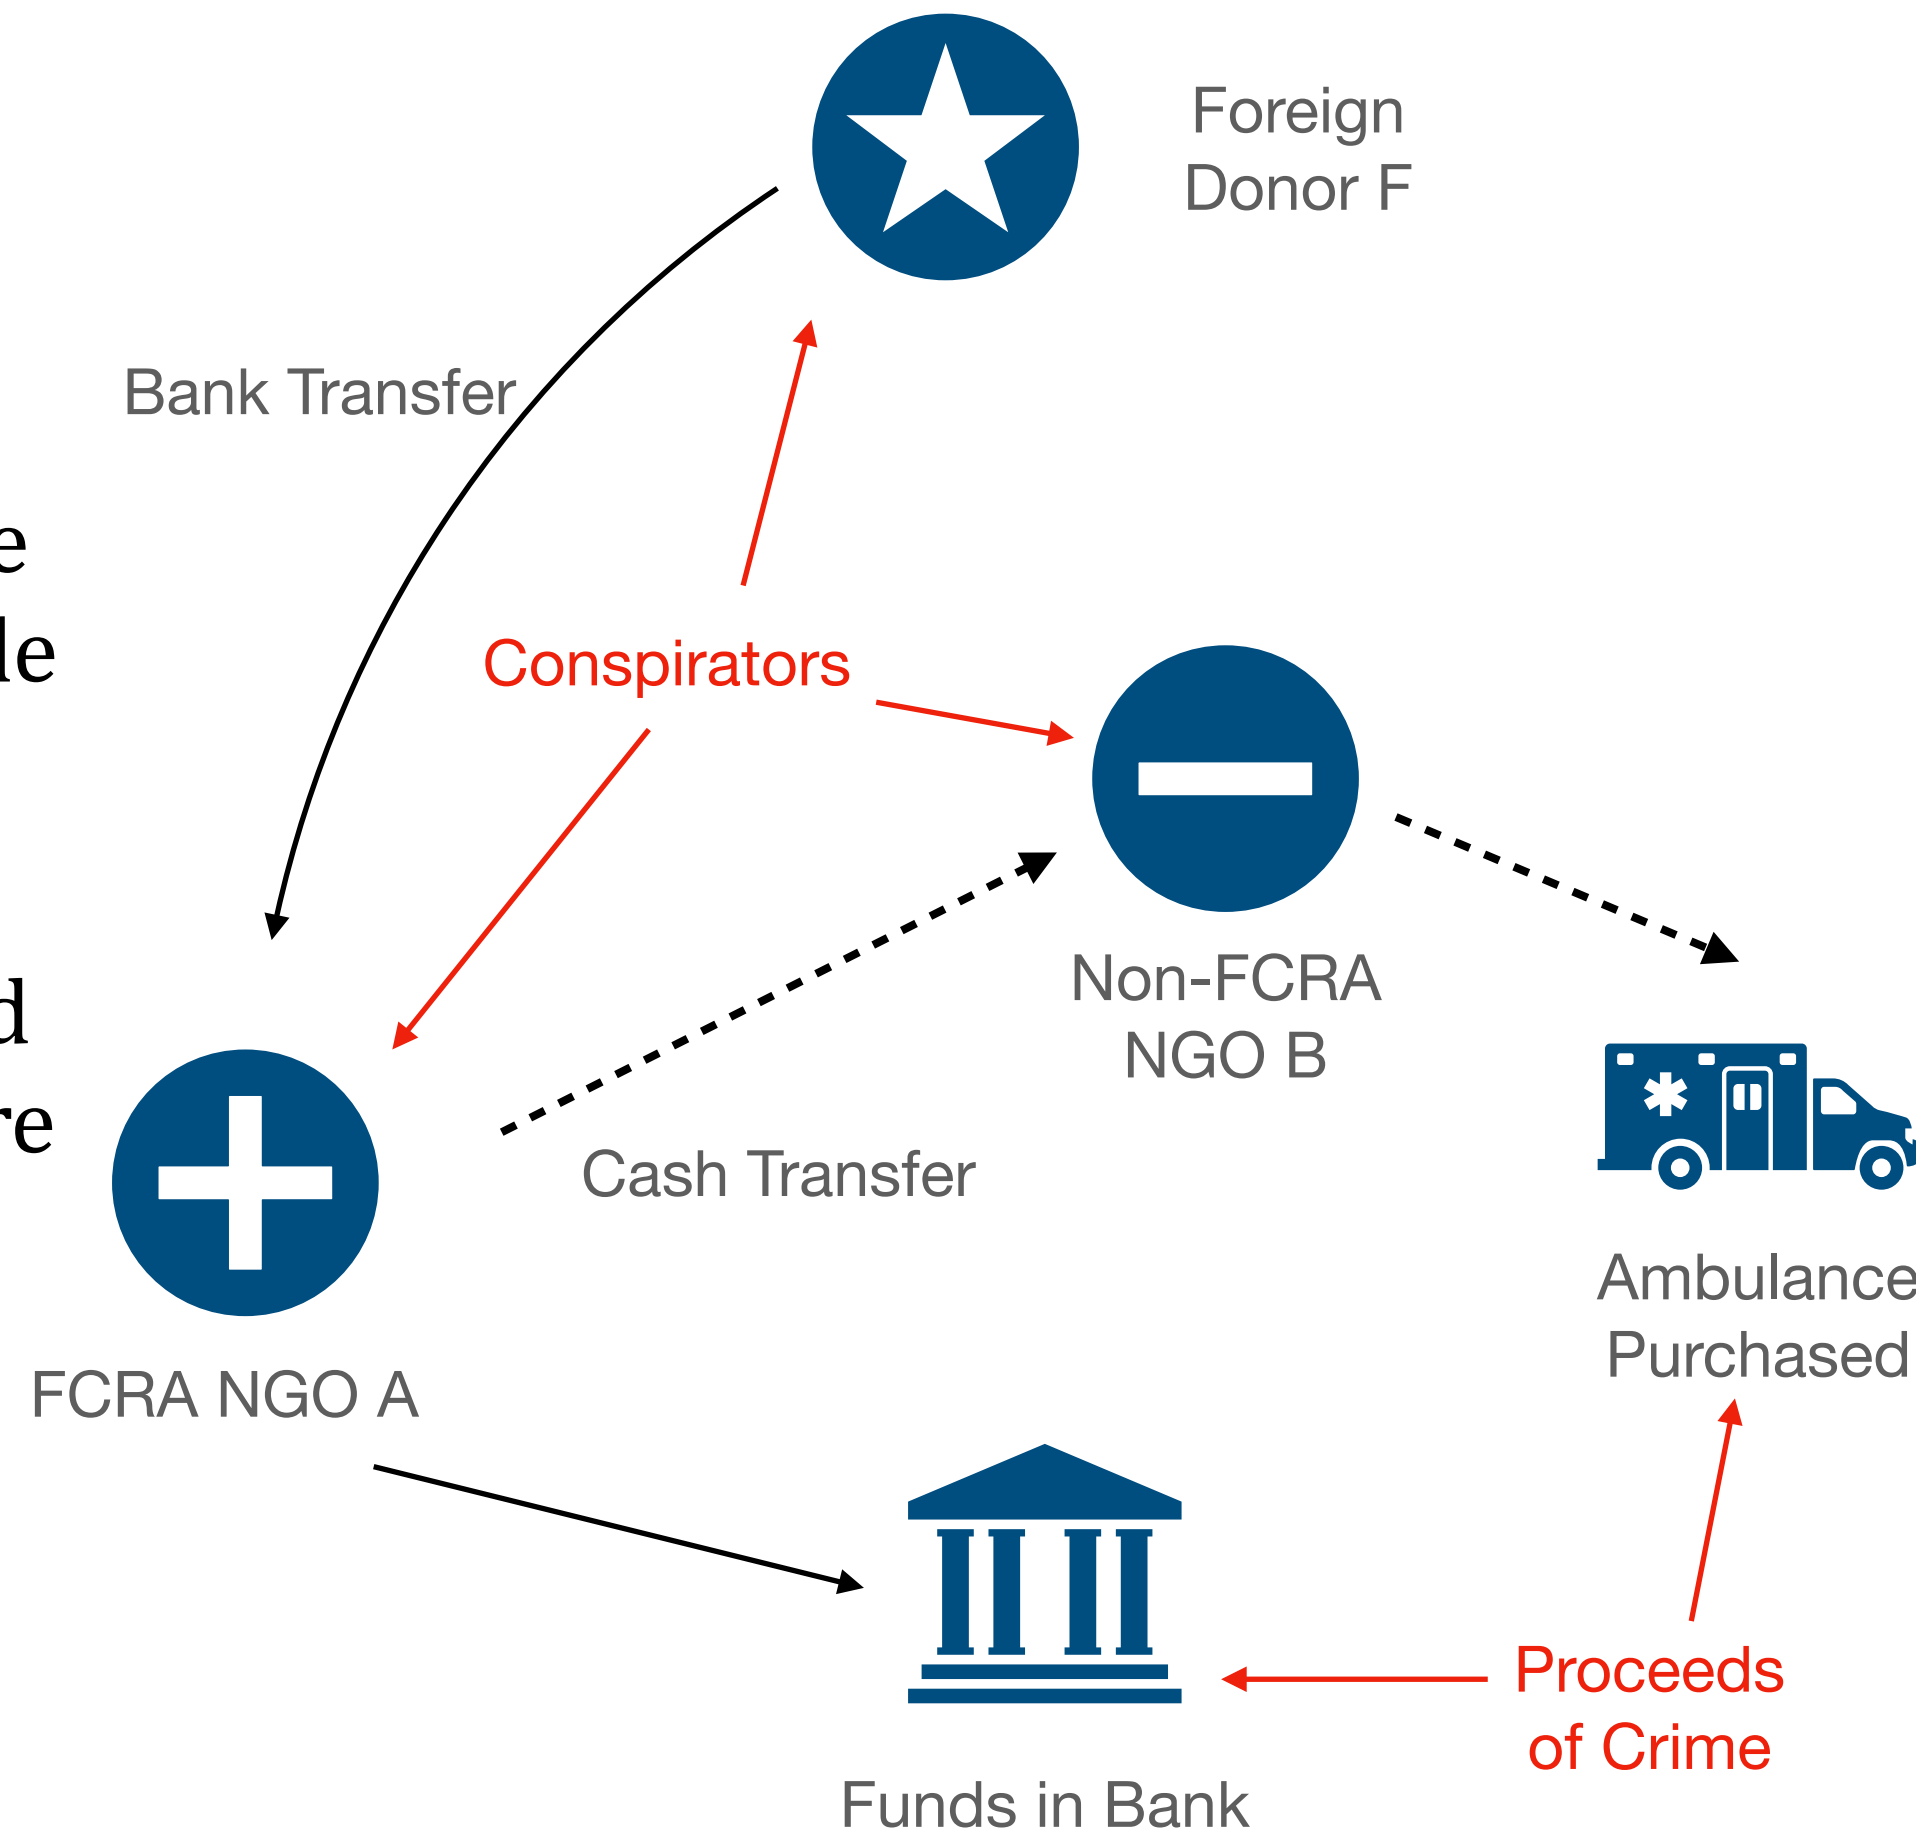 Foreign
Donor F
Bank Transfer
Conspirators
Non-FCRA
NGO B
Cash Transfer
Ambulance
Purchased
FCRA NGO A
Proceeds
of Crime
Funds in Bank